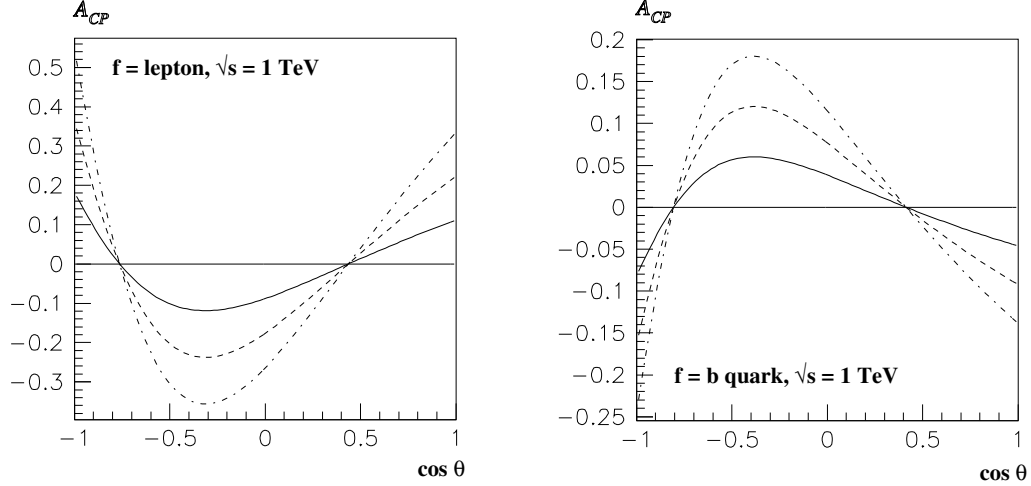 A_CP
f = lepton, √s = 1 TeV
0.5
0.4
0.3
0.2
0.1
0
−0.1
−0.2
−0.3
−1 −0.5 0 0.5 1
cos θ
A_CP
0.2
0.15
0.1
0.05
0
−0.05
−0.1
−0.15
−0.2
−0.25
f = b quark, √s = 1 TeV
−1 −0.5 0 0.5 1
cos θ